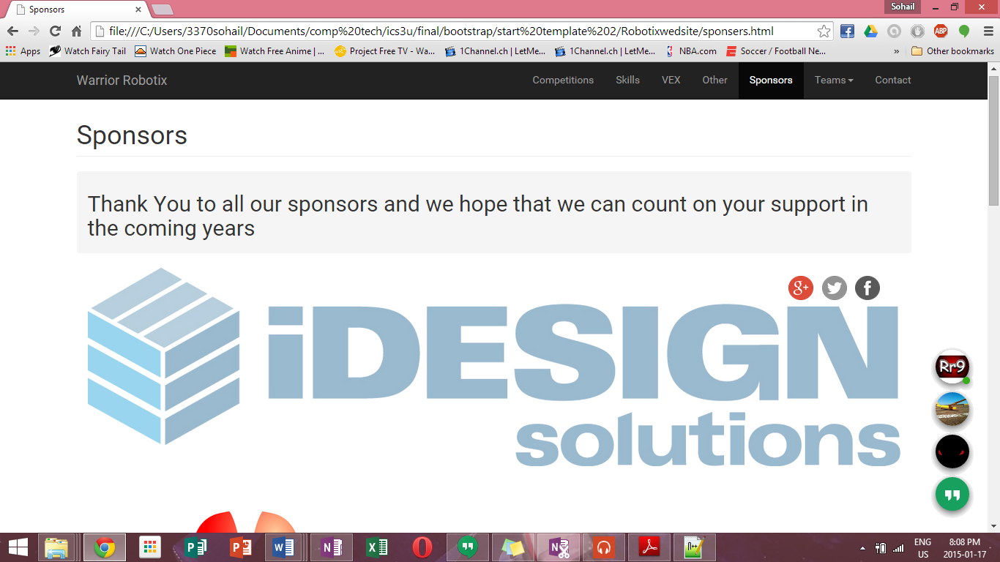 Sponsors
Sohail
file:///C:/Users/3370sohail/Documents/comp%20tech/ics3u/final/bootstrap/start%20template%202/Robotixwedsite/sponsers.html
ABP
Apps Watch Fairy Tail Watch One Piece Watch Free Anime | ... Project Free TV - Wa... 1Channel.ch | LetMe... 1Channel.ch | LetMe... NBA.com Soccer / Football Ne... » Other bookmarks
Warrior Robotix Competitions Skills VEX Other Sponsors Teams Contact
Sponsors
Thank You to all our sponsors and we hope that we can count on your support in
the coming years
g+ f
iDESIGN
solutions
Rr9
ENG 8:08 PM
US 2015-01-17